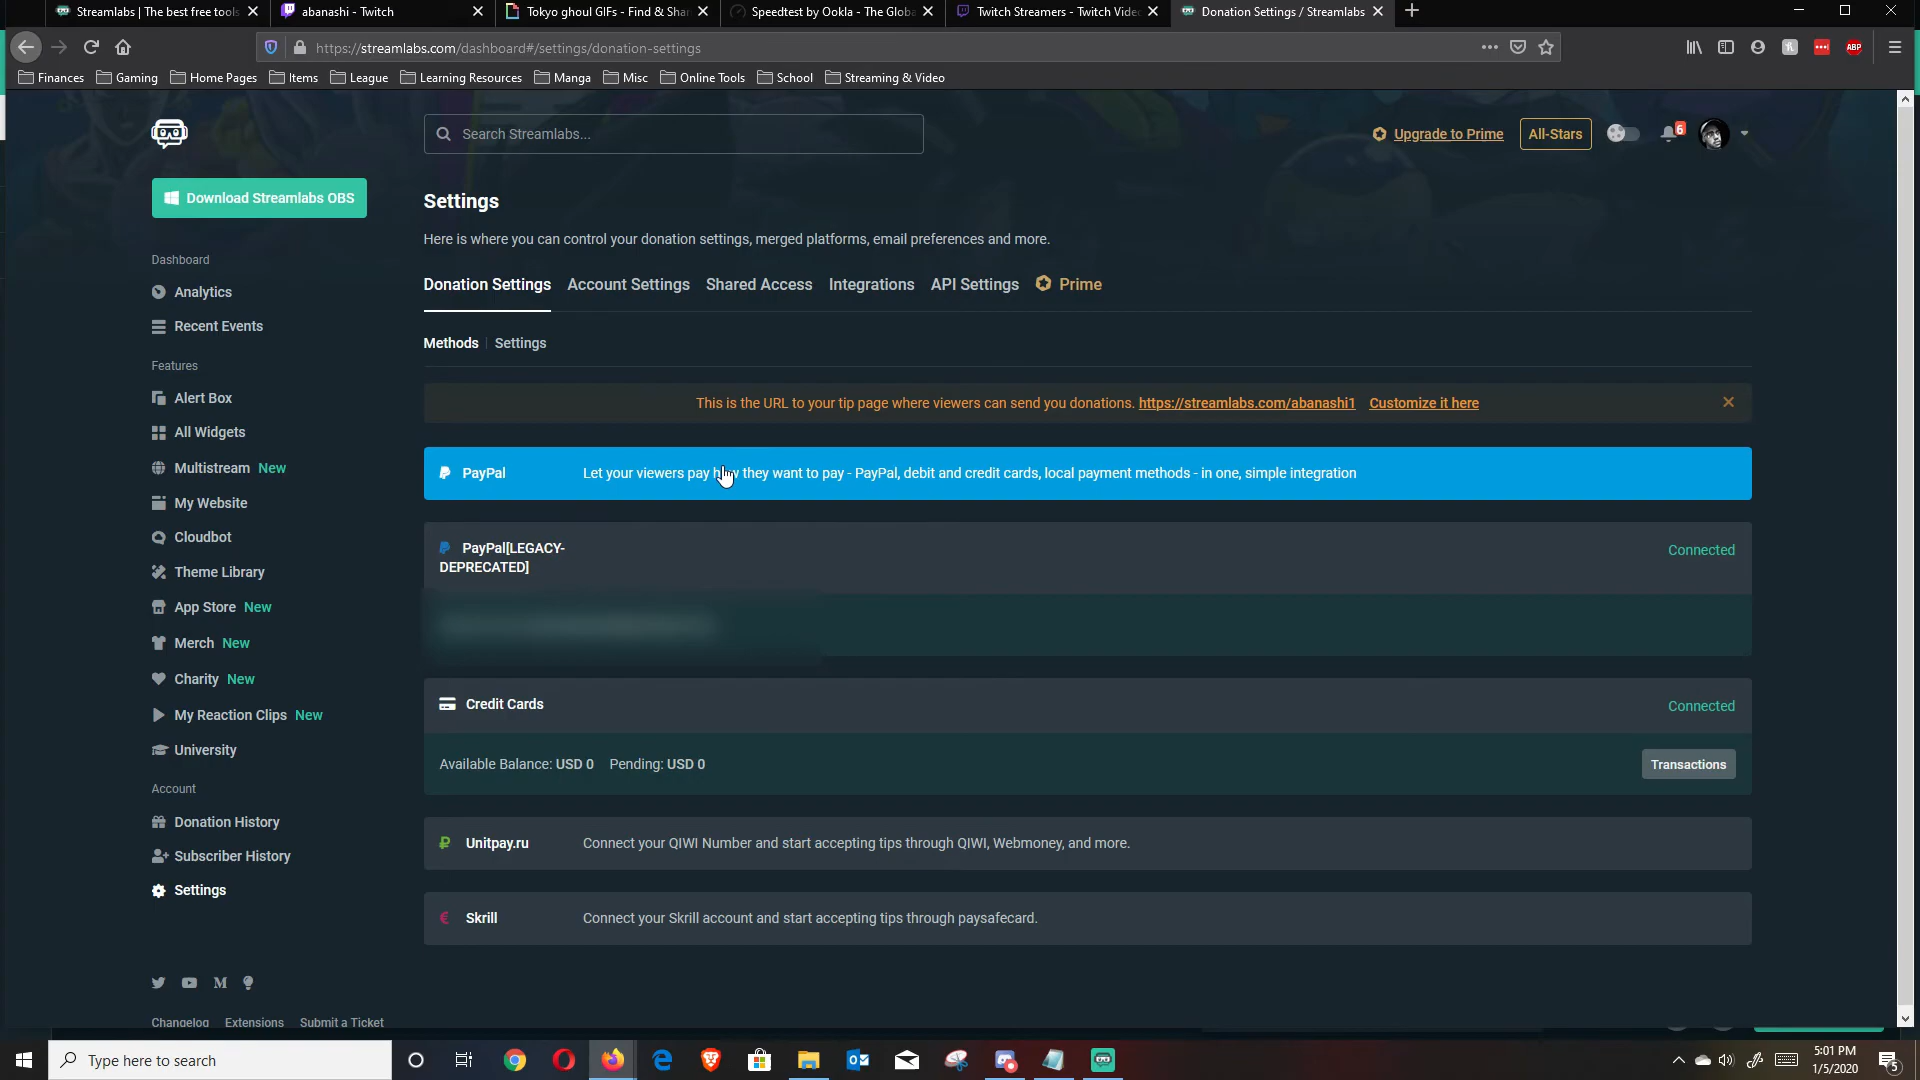 Streamlabs | The best free tools
abanashi - Twitch
Tokyo ghoul GIFs - Find & Shar
Speedtest by Ookla - The Globa
Twitch Streamers - Twitch Vide
Donation Settings / Streamlabs
https://streamlabs.com/dashboard#/settings/donation-settings
ABP
Finances
Gaming
Home Pages
Items
League
Learning Resources
Manga
Misc
Online Tools
School
Streaming & Video
Search Streamlabs...
Upgrade to Prime
All-Stars
6
Download Streamlabs OBS
Settings
Here is where you can control your donation settings, merged platforms, email preferences and more.
Dashboard
Analytics
Recent Events
Features
Alert Box
All Widgets
Multistream New
My Website
Cloudbot
Theme Library
App Store New
Merch New
Charity New
My Reaction Clips New
University
Account
Donation History
Subscriber History
Settings
Changelog Extensions Submit a Ticket
Donation Settings Account Settings Shared Access Integrations API Settings Prime
Methods Settings
This is the URL to your tip page where viewers can send you donations. https://streamlabs.com/abanashi1 Customize it here
PayPal Let your viewers pay how they want to pay - PayPal, debit and credit cards, local payment methods - in one, simple integration
PayPal[LEGACY-
DEPRECATED]
Connected
Credit Cards
Connected
Available Balance: USD 0 Pending: USD 0
Transactions
Unitpay.ru Connect your QIWI Number and start accepting tips through QIWI, Webmoney, and more.
Skrill Connect your Skrill account and start accepting tips through paysafecard.
Type here to search
5:01 PM
1/5/2020
5